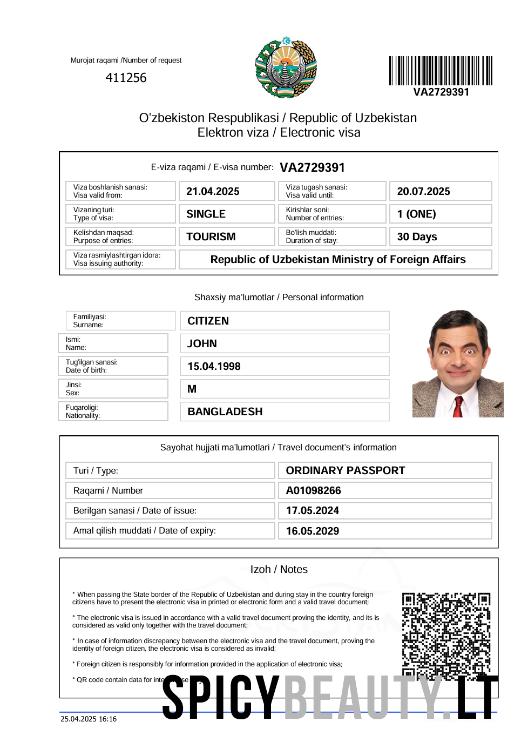 Murojat raqami /Number of request
411256
VA2729391
O'zbekiston Respublikasi / Republic of Uzbekistan
Elektron viza / Electronic visa
E-viza raqami / E-visa number: VA2729391
Viza boshlanish sanasi:
Visa valid from:
21.04.2025
Viza tugash sanasi:
Visa valid until:
20.07.2025
Vizaning turi:
Type of visa:
SINGLE
Kirishlar soni:
Number of entries:
1 (ONE)
Kelishdan maqsad:
Purpose of entries:
TOURISM
Bo'lish muddati:
Duration of stay:
30 Days
Viza rasmiylashtirgan idora:
Visa issuing authority:
Republic of Uzbekistan Ministry of Foreign Affairs
Shaxsiy ma'lumotlar / Personal information
Familiyasi:
Surname:
CITIZEN
Ismi:
Name:
JOHN
Tug'ilgan sanasi:
Date of birth:
15.04.1998
Jinsi:
Sex:
M
Fuqaroligi:
Nationality:
BANGLADESH
Sayohat hujjati ma'lumotlari / Travel document's information
Turi / Type:
ORDINARY PASSPORT
Raqami / Number
A01098266
Berilgan sanasi / Date of issue:
17.05.2024
Amal qilish muddati / Date of expiry:
16.05.2029
Izoh / Notes
* When passing the State border of the Republic of Uzbekistan and during stay in the country foreign
citizens have to present the electronic visa in printed or electronic form and a valid travel document;
* The electronic visa is issued in accordance with a valid travel document proving the identity, and its is
considered as valid only together with the travel document;
* In case of information discrepancy between the electronic visa and the travel document, proving the
identity of foreign citizen, the electronic visa is considered as invalid;
* Foreign citizen is responsibly for information provided in the application of electronic visa;
* QR code contain data for
SPICYBEAUTY.LT
25.04.2025 16:16